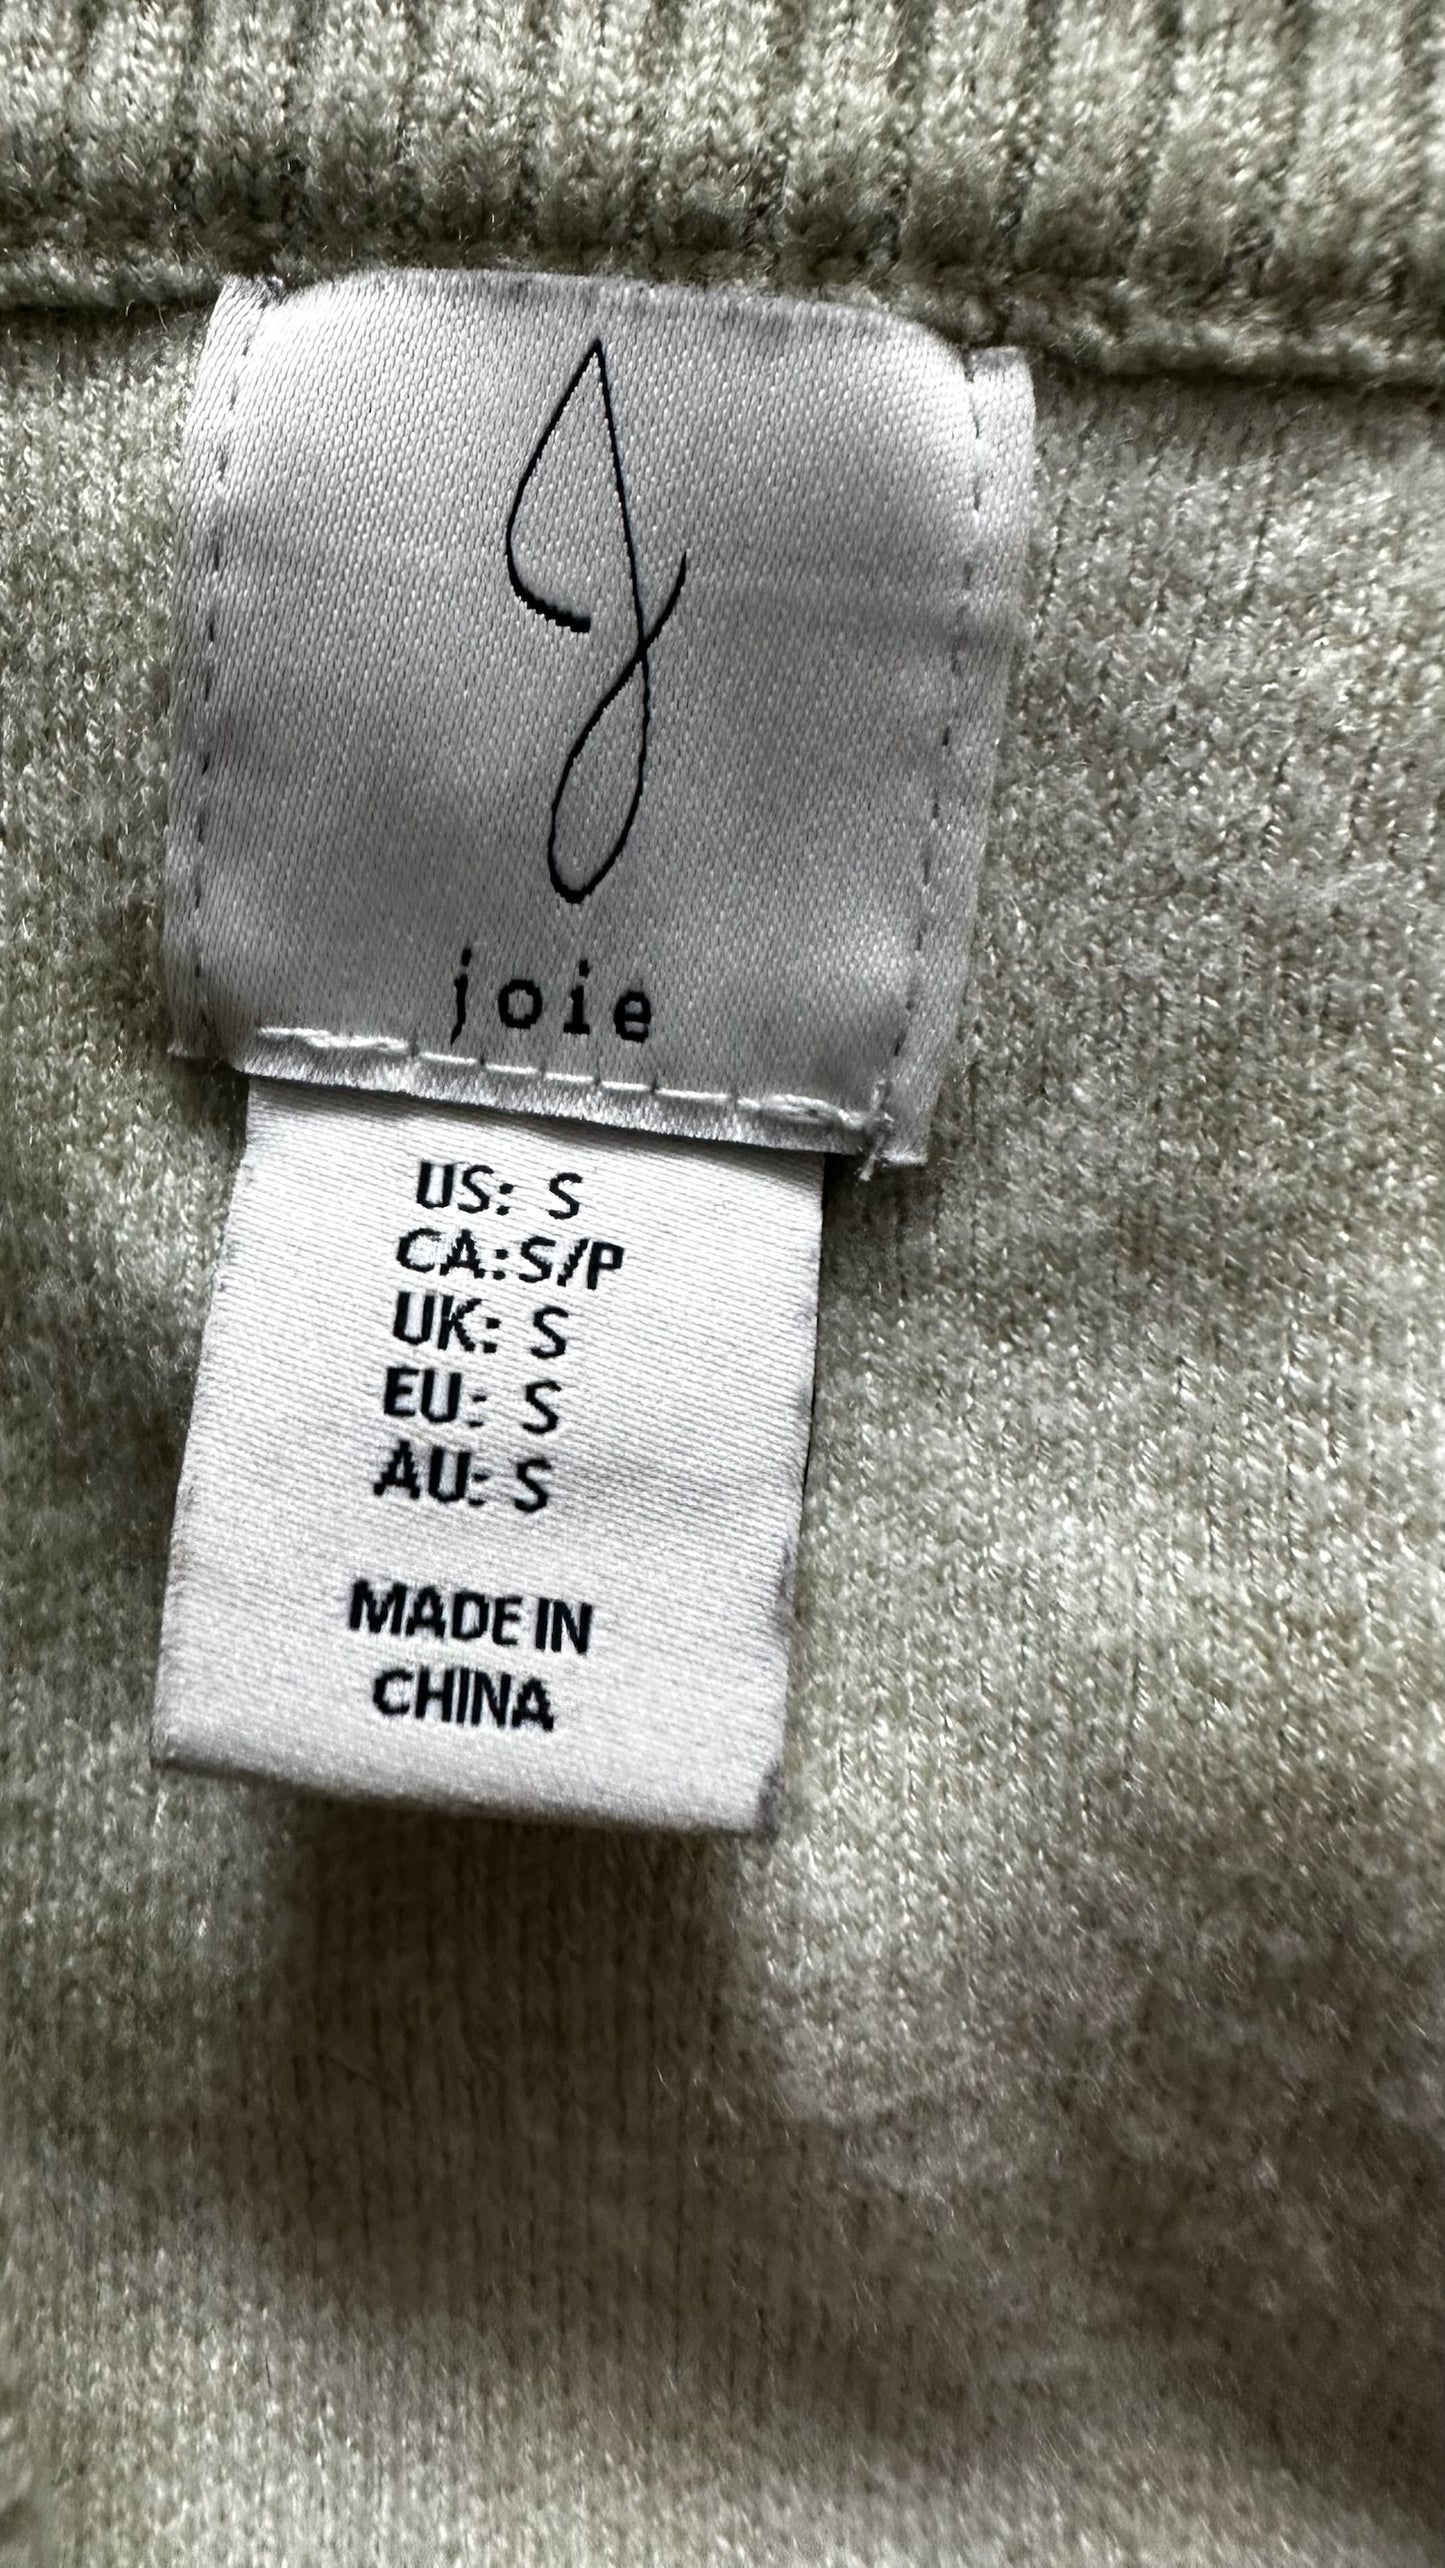 joie
US: S
CA:S/P
UK: S
EU: S
AU: S
MADE IN
CHINA